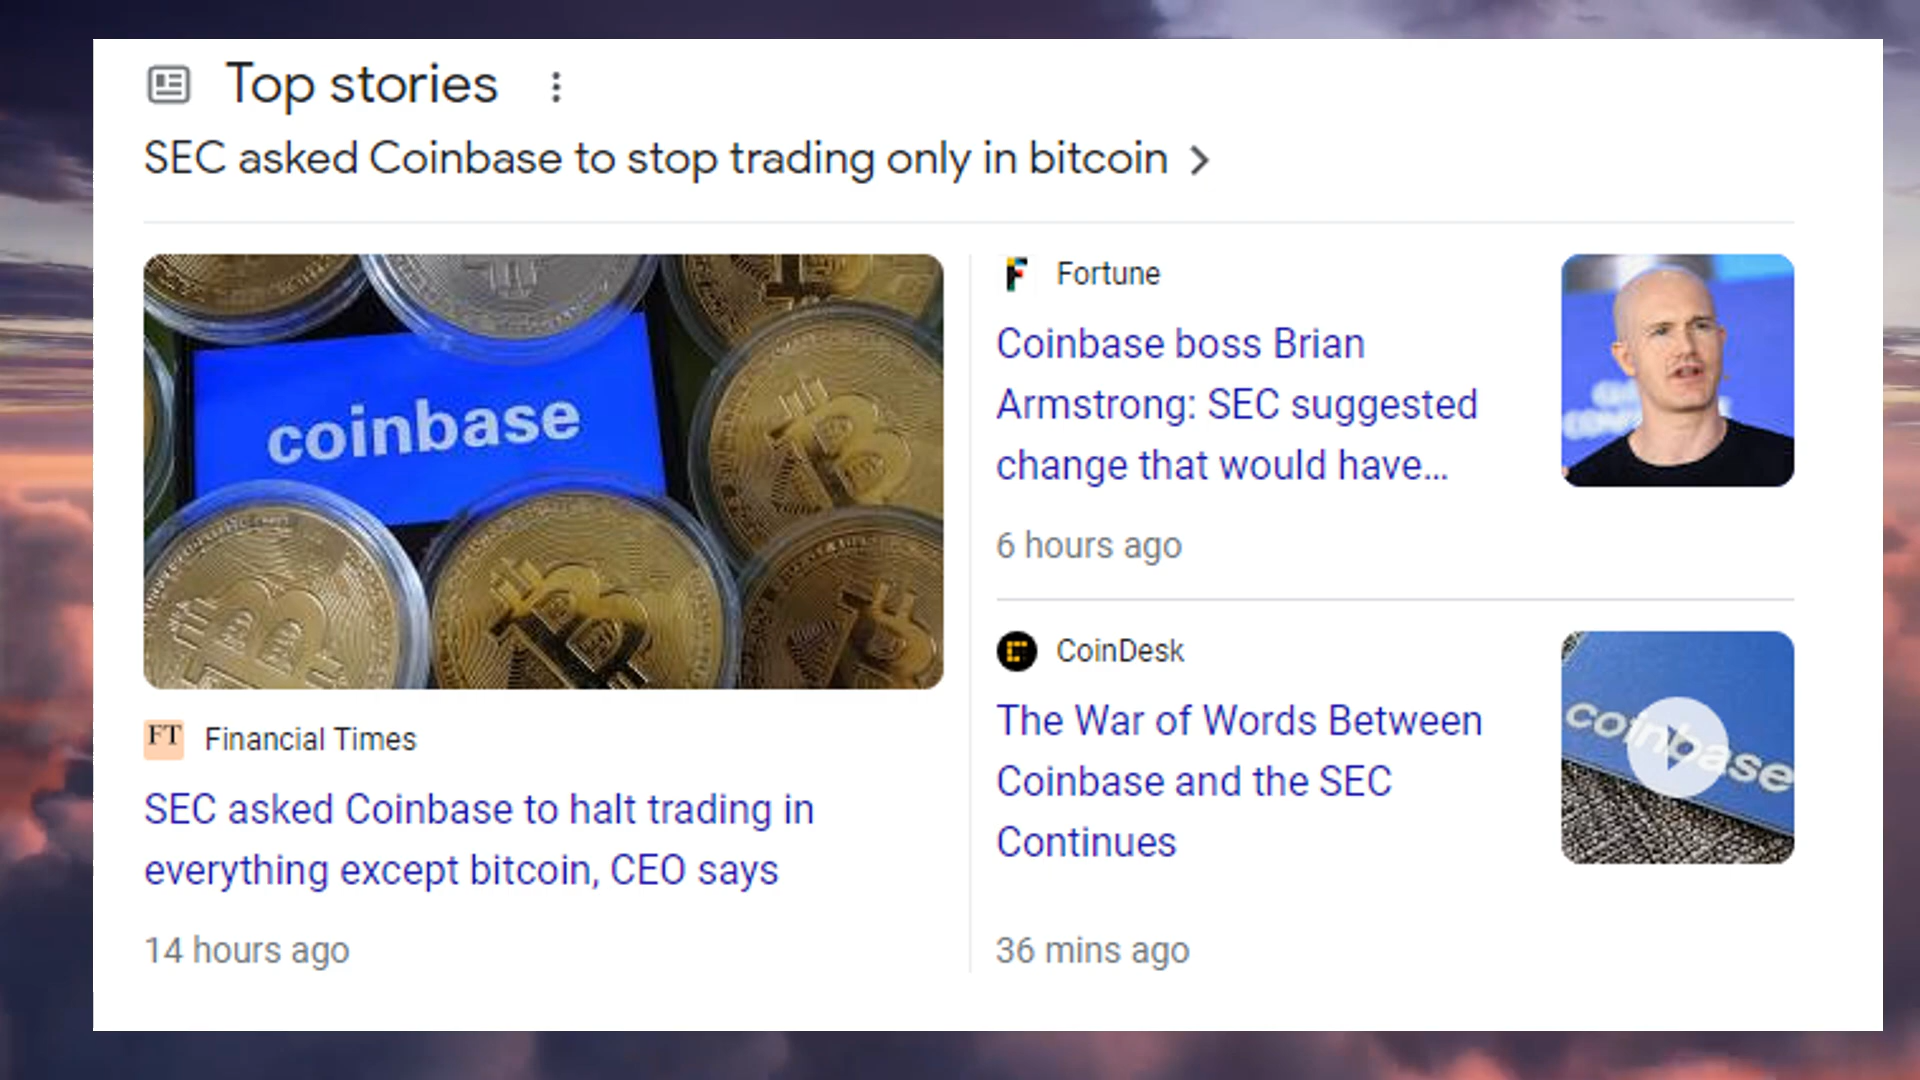 Top stories
SEC asked Coinbase to stop trading only in bitcoin
coinbase
FT Financial Times
SEC asked Coinbase to halt trading in
everything except bitcoin, CEO says
14 hours ago
Fortune
Coinbase boss Brian
Armstrong: SEC suggested
change that would have...
6 hours ago
CoinDesk
The War of Words Between
Coinbase and the SEC
Continues
coinbase
36 mins ago